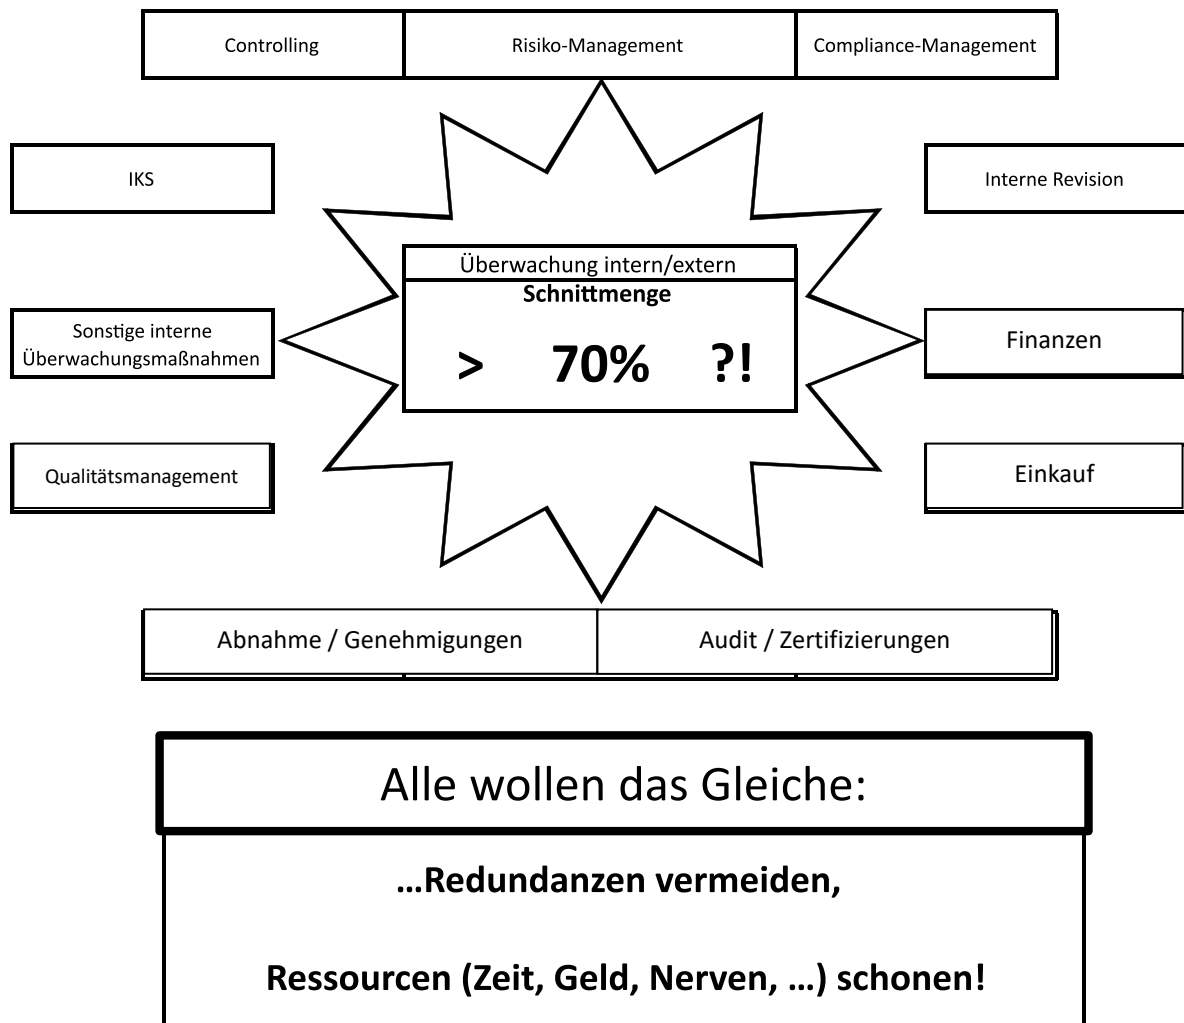 Controlling
Risiko-Management
Compliance-Management
IKS
Interne Revision
Überwachung intern/extern
Schnittmenge
> 70% ?!
Sonstige interne
Überwachungsmaßnahmen
Finanzen
Qualitätsmanagement
Einkauf
Abnahme / Genehmigungen
Audit / Zertifizierungen
Alle wollen das Gleiche:
...Redundanzen vermeiden,
Ressourcen (Zeit, Geld, Nerven, ...) schonen!